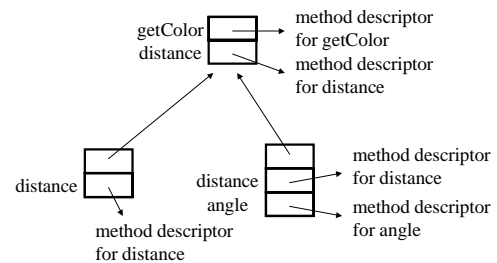 getColor
distance
method descriptor
for getColor
method descriptor
for distance
distance
method descriptor
for distance
distance
angle
method descriptor
for distance
method descriptor
for angle